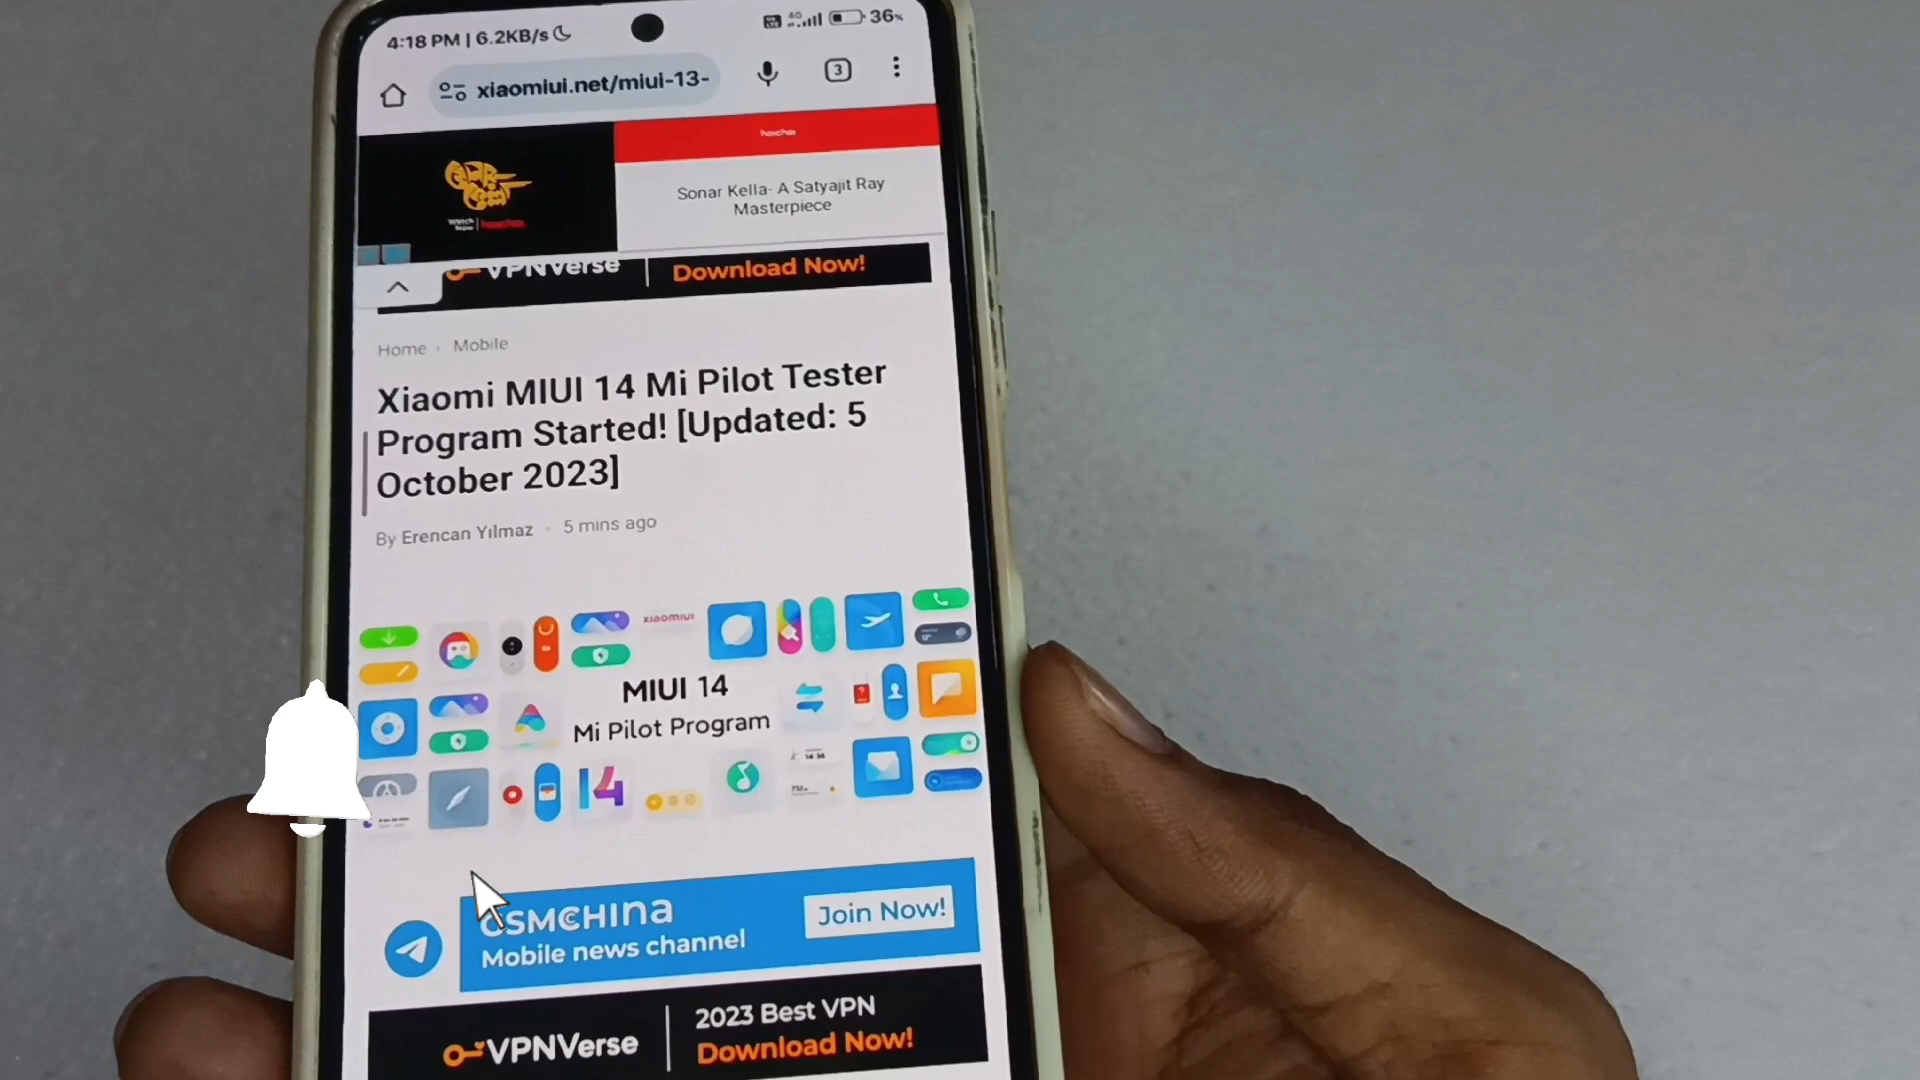 4:18 PM | 6.2KB/s
4G
36%
xiaomiui.net/miui-13-
3
hoichoi
Sonar Kella- A Satyajit Ray
Masterpiece
VPNVerse
Download Now!
Home › Mobile
Xiaomi MIUI 14 Mi Pilot Tester
Program Started! [Updated: 5
October 2023]
By Erencan Yılmaz • 5 mins ago
xiaomiui
MIUI 14
Mi Pilot Program
14
GSMCHINA
Mobile news channel
Join Now!
VPNVerse
2023 Best VPN
Download Now!